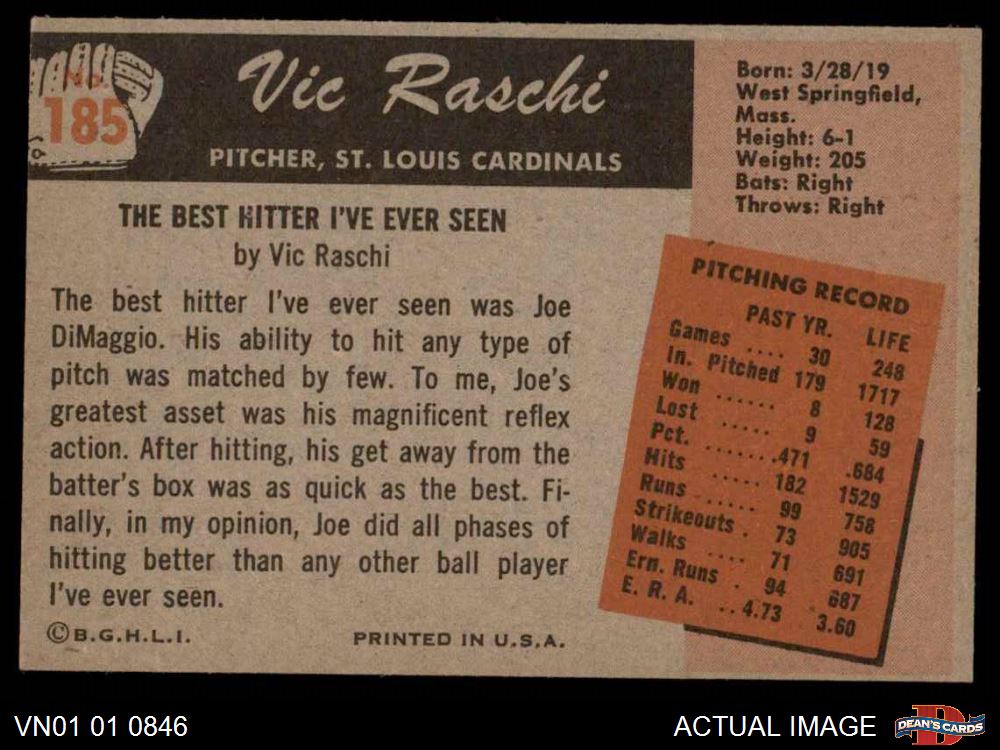 No.
185
Vic Raschi
PITCHER, ST. LOUIS CARDINALS
THE BEST HITTER I'VE EVER SEEN
by Vic Raschi
The best hitter I've ever seen was Joe
DiMaggio. His ability to hit any type of
pitch was matched by few. To me, Joe's
greatest asset was his magnificent reflex
action. After hitting, his get away from the
batter's box was as quick as the best. Fi-
nally, in my opinion, Joe did all phases of
hitting better than any other ball player
I've ever seen.
©B.G.H.L.I. PRINTED IN U.S.A.
Born: 3/28/19
West Springfield,
Mass.
Height: 6-1
Weight: 205
Bats: Right
Throws: Right
PITCHING RECORD
PAST YR. LIFE
Games .... 30 248
In. Pitched 179 1717
Won ...... 8 128
Lost ..... 9 59
Pct. .......471 .684
Hits ..... 182 1529
Runs ..... 99 758
Strikeouts . 73 905
Walks .... 71 691
Ern. Runs . 94 687
E. R. A. ..4.73 3.60
VN01 01 0846
ACTUAL IMAGE
D
DEAN'S CARDS